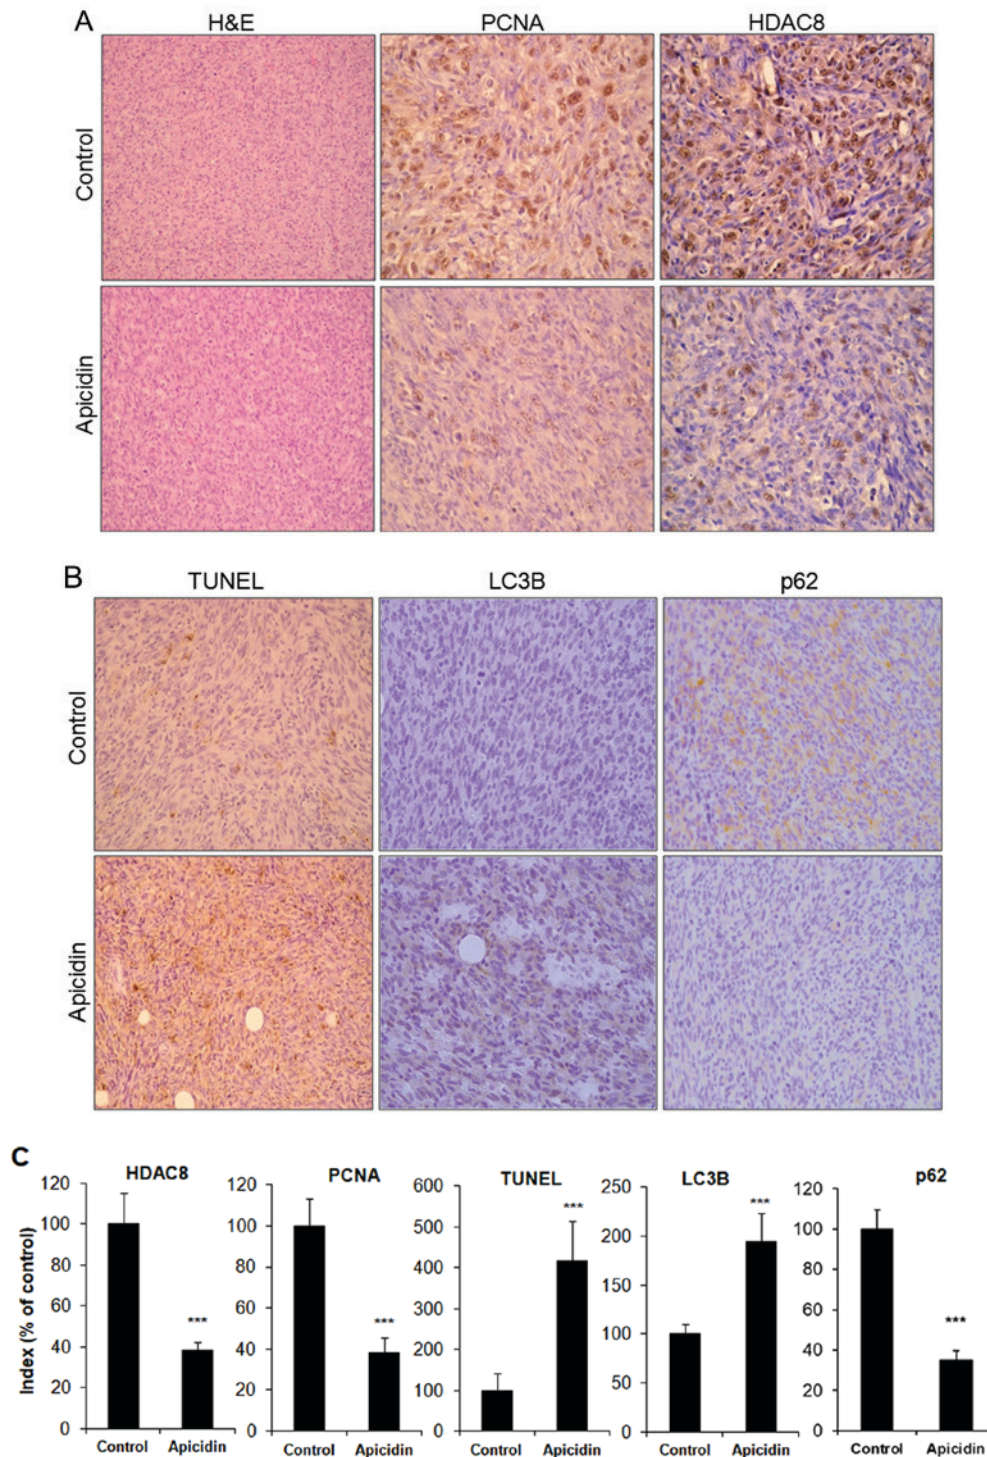 A
H&E PCNA HDAC8
Control
Apicidin
B
TUNEL LC3B p62
Control
Apicidin
C
Index (% of control)
HDAC8
120
100
80
60
40
20
0
***
Control Apicidin
PCNA
120
100
80
60
40
20
0
***
Control Apicidin
TUNEL
600
500
400
300
200
100
0
***
Control Apicidin
LC3B
250
200
150
100
50
0
***
Control Apicidin
p62
120
100
80
60
40
20
0
***
Control Apicidin